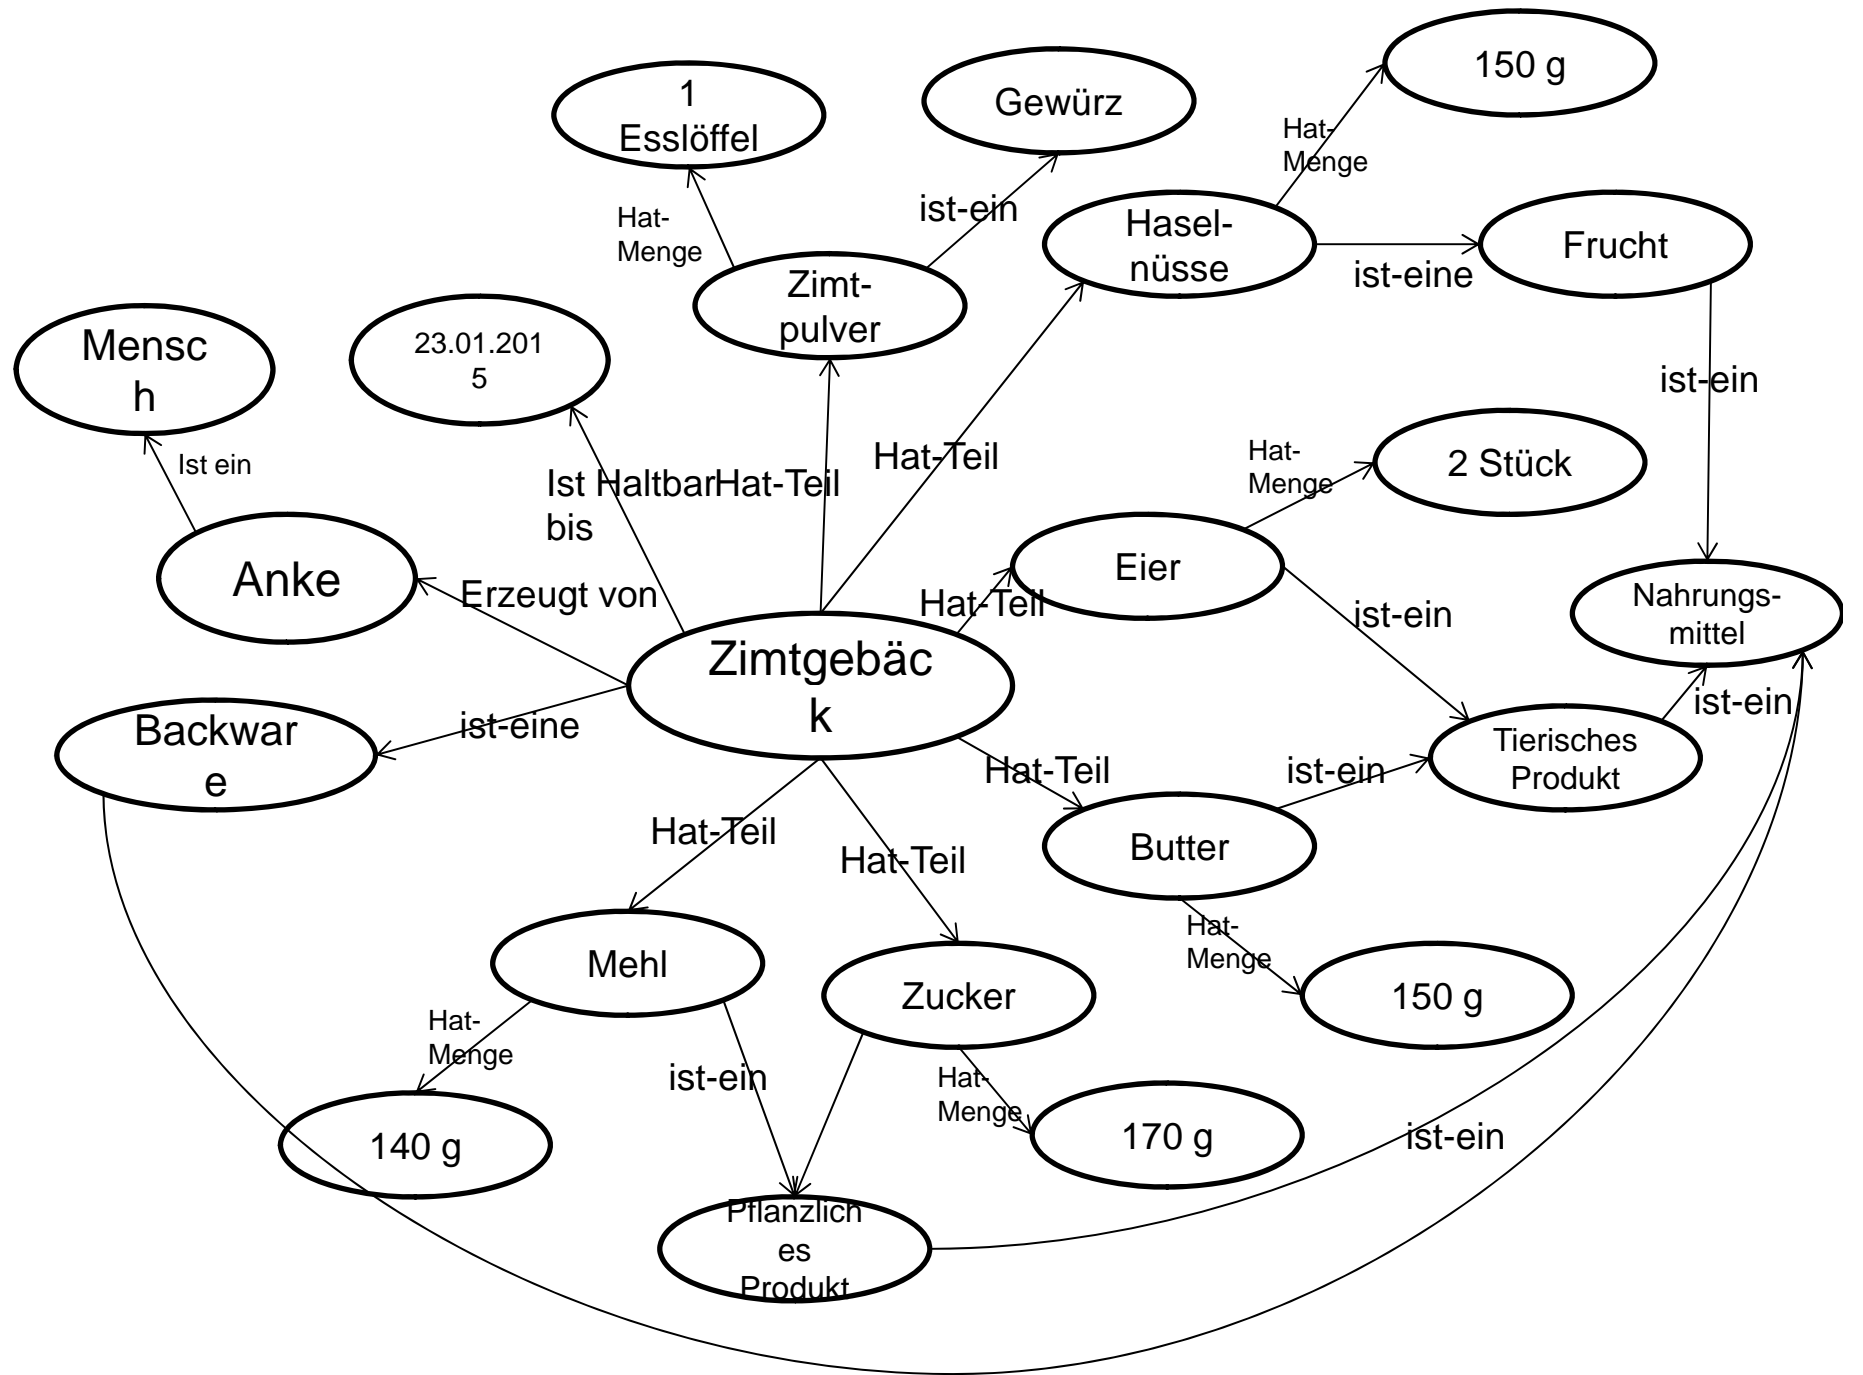 150 g
1
Esslöffel
Gewürz
Hat-
Menge
ist-ein
Hasel-
nüsse
Frucht
Hat-
Menge
ist-eine
Zimt-
pulver
Mensc
h
23.01.201
5
ist-ein
Ist ein
Hat-Teil
Hat-
Menge
2 Stück
Ist Haltbar
bis
Hat-Teil
Anke
Erzeugt von
Eier
Hat-Teil
ist-ein
Nahrungs-
mittel
Zimtgebäc
k
ist-ein
Backwar
e
ist-eine
Hat-Teil
ist-ein
Tierisches
Produkt
Hat-Teil
Hat-Teil
Butter
Hat-
Menge
Mehl
Zucker
150 g
Hat-
Menge
ist-ein
Hat-
Menge
140 g
170 g
ist-ein
Pflanzlich
es
Produkt